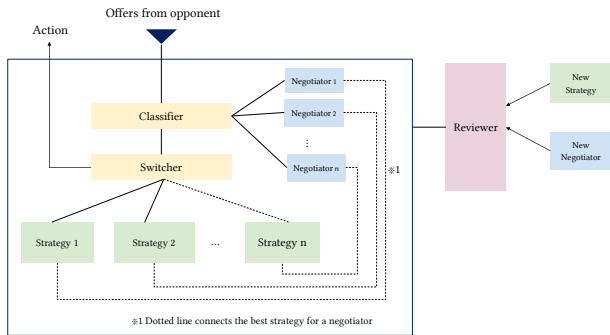 Offers from opponent
Action
Negotiator 1
Classifier
Negotiator 2
⋮
Negotiator n
Switcher
※1
Reviewer
New
Strategy
New
Negotiator
Strategy 1
Strategy 2
...
Strategy n
※1 Dotted line connects the best strategy for a negotiator